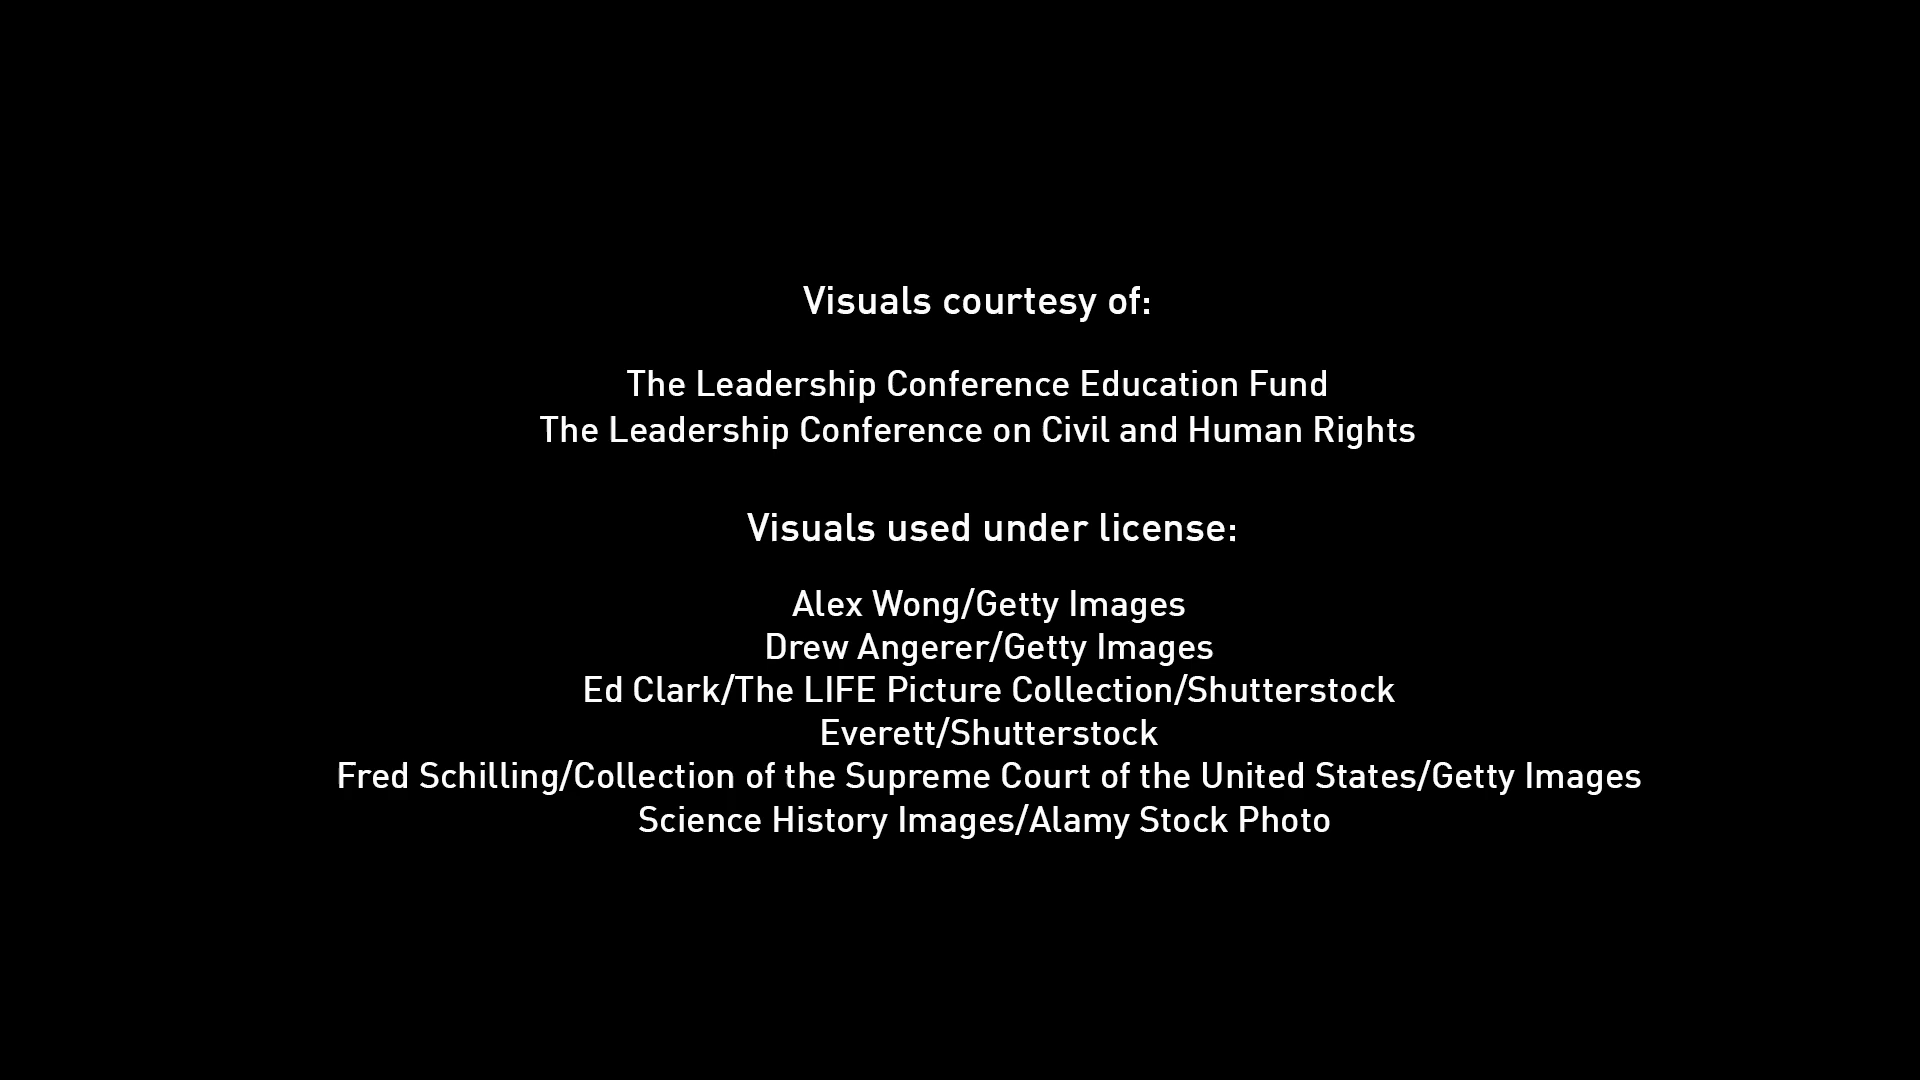 Visuals courtesy of:
The Leadership Conference Education Fund
The Leadership Conference on Civil and Human Rights
Visuals used under license:
Alex Wong/Getty Images
Drew Angerer/Getty Images
Ed Clark/The LIFE Picture Collection/Shutterstock
Everett/Shutterstock
Fred Schilling/Collection of the Supreme Court of the United States/Getty Images
Science History Images/Alamy Stock Photo